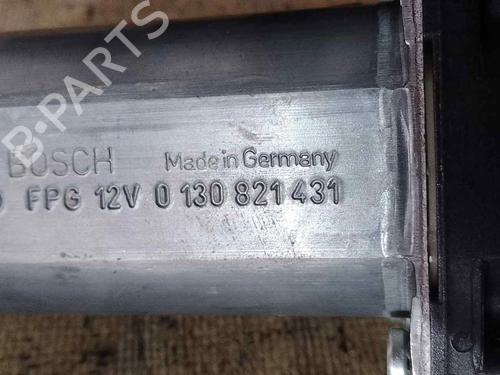 BOSCH Made in Germany
FPG 12V 0 130 821 431
B-PARTS